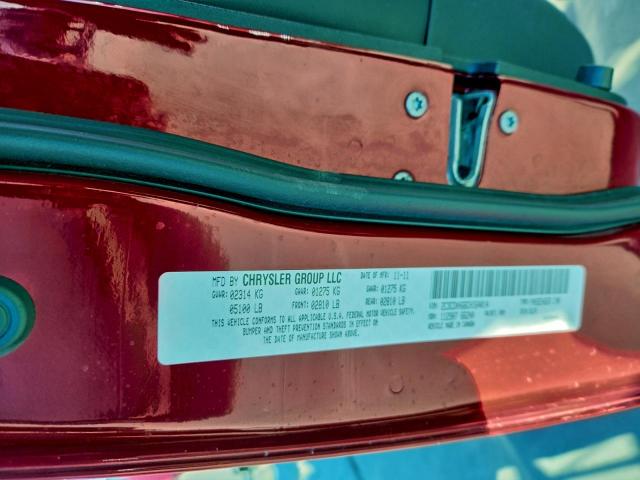 MFD BY CHRYSLER GROUP LLC DATE OF MFR: 11-11
GVWR: 02314 KG GAWR: 01275 KG GAWR: 01275 KG
05100 LB FRONT: 02810 LB REAR: 02810 LB
THIS VEHICLE CONFORMS TO ALL APPLICABLE U.S.A. FEDERAL MOTOR VEHICLE SAFETY,
BUMPER AND THEFT PREVENTION STANDARDS IN EFFECT ON
THE DATE OF MANUFACTURE SHOWN ABOVE.
VIN:
MADE IN CANADA